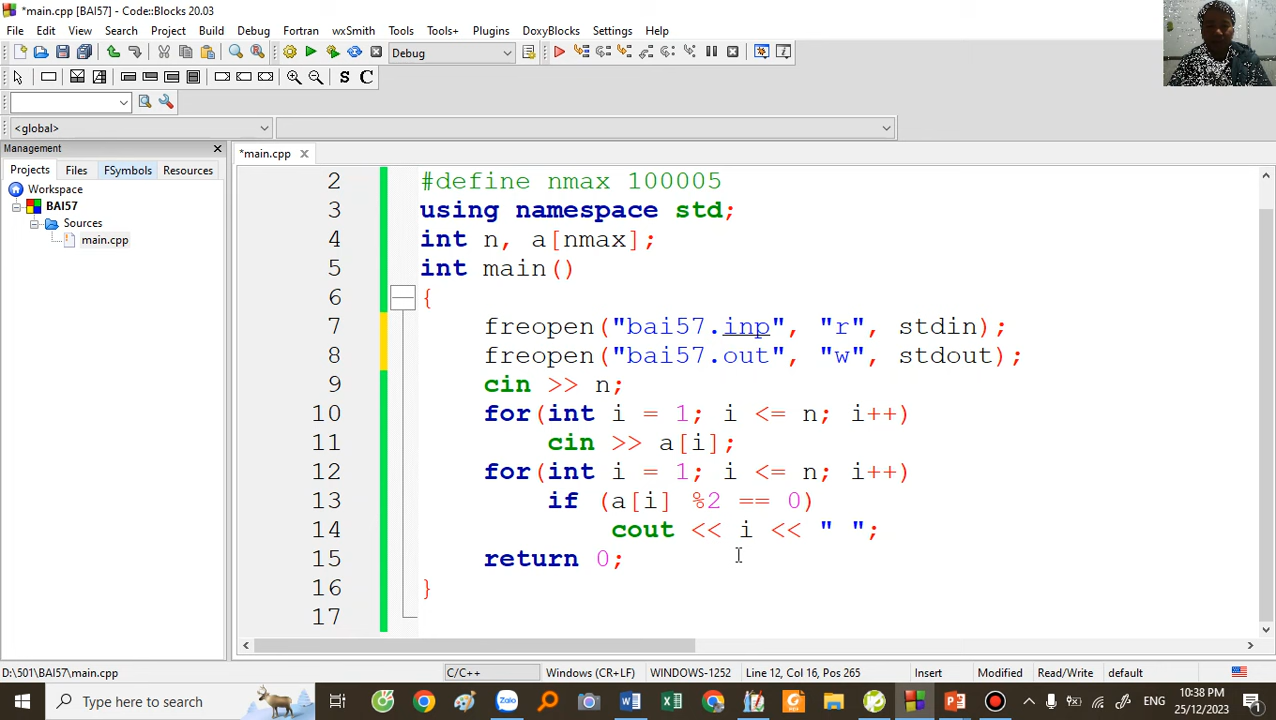 *main.cpp [BAI57] - Code::Blocks 20.03
File Edit View Search Project Build Debug Fortran wxSmith Tools Tools+ Plugins DoxyBlocks Settings Help
Debug
S C
<global>
Management
*main.cpp
Projects Files FSymbols Resources
Workspace
BAI57
Sources
main.cpp
2 #define nmax 100005
3 using namespace std;
4 int n, a[nmax];
5 int main()
6 {
7 freopen("bai57.inp", "r", stdin);
8 freopen("bai57.out", "w", stdout);
9 cin >> n;
10 for(int i = 1; i <= n; i++)
11 cin >> a[i];
12 for(int i = 1; i <= n; i++)
13 if (a[i] %2 == 0)
14 cout << i << " ";
15 return 0;
16 }
17
D:\501\BAI57\main.cpp C/C++ Windows (CR+LF) WINDOWS-1252 Line 12, Col 16, Pos 265 Insert Modified Read/Write default
Type here to search
Zalo
ENG
10:38 PM
25/12/2023
1